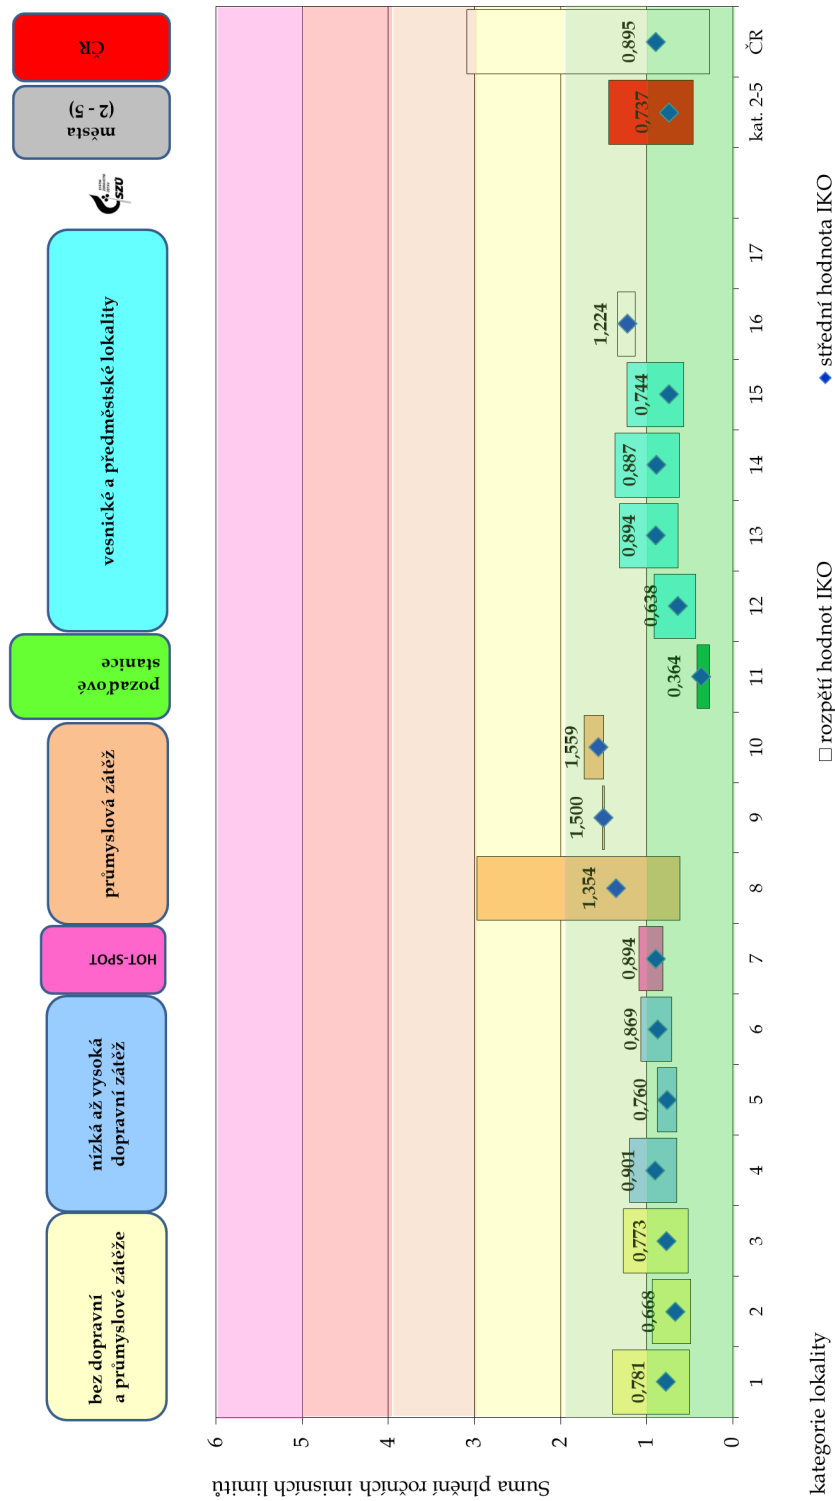 bez dopravní
a průmyslové zátěže
nízká až vysoká
dopravní zátěž
HOT-SPOT
průmyslová zátěž
pozaďové
stanice
vesnické a předměstské lokality
SZÚ
města
(2 - 5)
ČR
Suma plnění ročních imisních limitů
6
5
4
3
2
1
0
0,781
0,668
0,773
0,901
0,760
0,869
0,894
1,354
1,500
1,559
0,364
0,638
0,894
0,887
0,744
1,224
0,737
0,895
1 2 3 4 5 6 7 8 9 10 11 12 13 14 15 16 17 kat. 2-5 ČR
kategorie lokality
rozpětí hodnot IKO
střední hodnota IKO